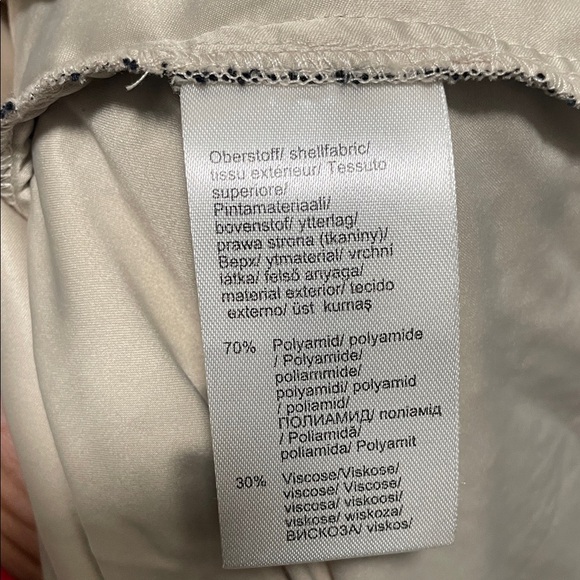 Oberstoff/ shellfabric/
tissu extérieur/ Tessuto
superiore/
Pintamateriaali/
bovenstof/ ytterlag/
prawa strona (tkaniny)/
Верх/ ytmaterial/ vrchní
látka/ felső anyaga/
material exterior/ tecido
externo/ üst kumaş
70% Polyamid/ polyamide
/ Polyamide/
poliammide/
polyamidi/ polyamid
/ poliamid/
ПОЛИАМИД/ поліамід
/ Poliamidă/
poliamida/ Polyamit
30% Viscose/Viskose/
viscose/ Viscose/
viscosa/ viskoosi/
viskose/ wiskoza/
ВИСКОЗА/ viskos/